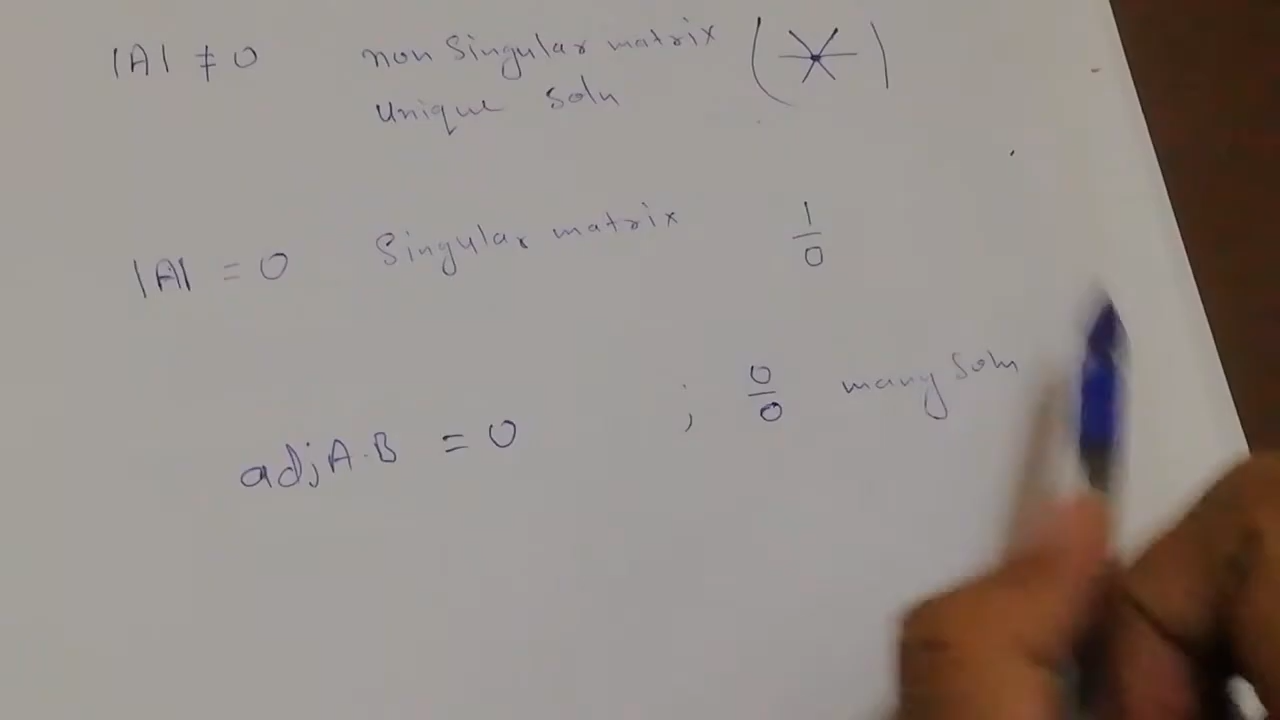 |A| ≠ 0 non singular matrix
unique soln
|A| = 0 Singular matrix 1/0
adj A.B = 0 ; 0/0 many soln